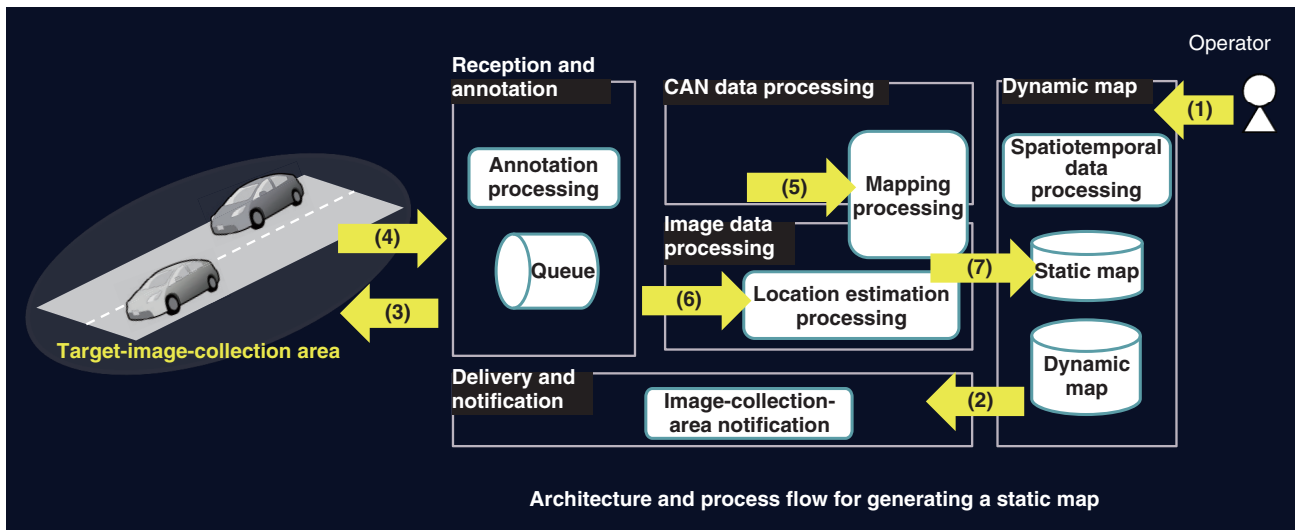 Operator
Reception and
annotation
CAN data processing
Dynamic map
(1)
Annotation
processing
Spatiotemporal
data
processing
(5)
Mapping
processing
(4)
Image data
processing
Queue
(7)
Static map
(3)
(6)
Location estimation
processing
Target-image-collection area
Dynamic
map
Delivery and
notification
Image-collection-
area notification
(2)
Architecture and process flow for generating a static map